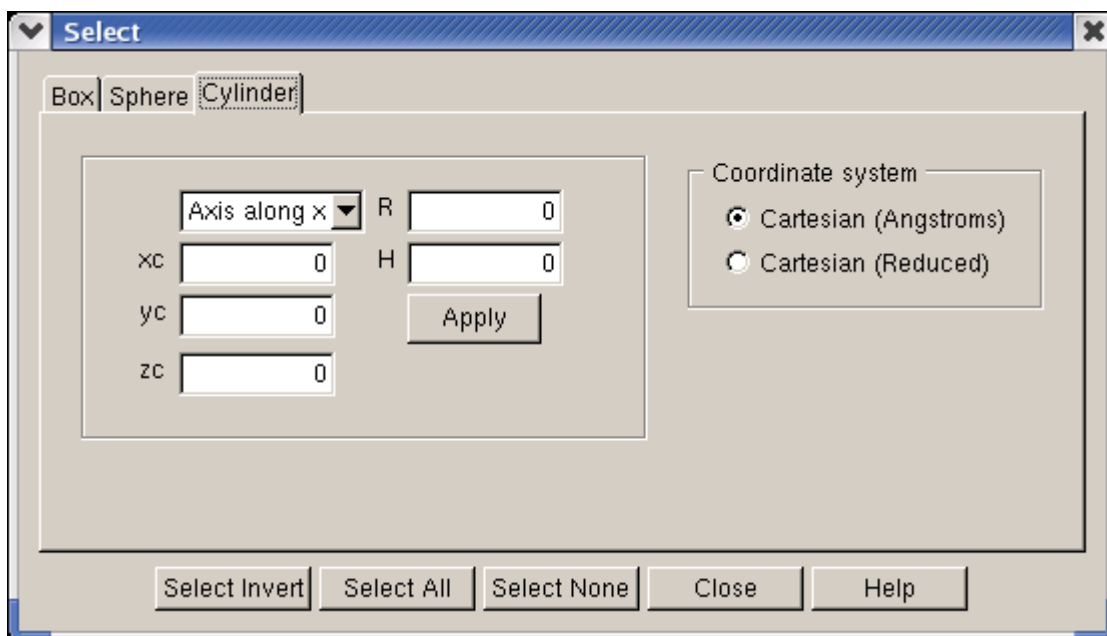 Select
Box Sphere Cylinder
Axis along x R 0
xc 0 H 0
yc 0 Apply
zc 0
Coordinate system
Cartesian (Angstroms)
Cartesian (Reduced)
Select Invert Select All Select None Close Help